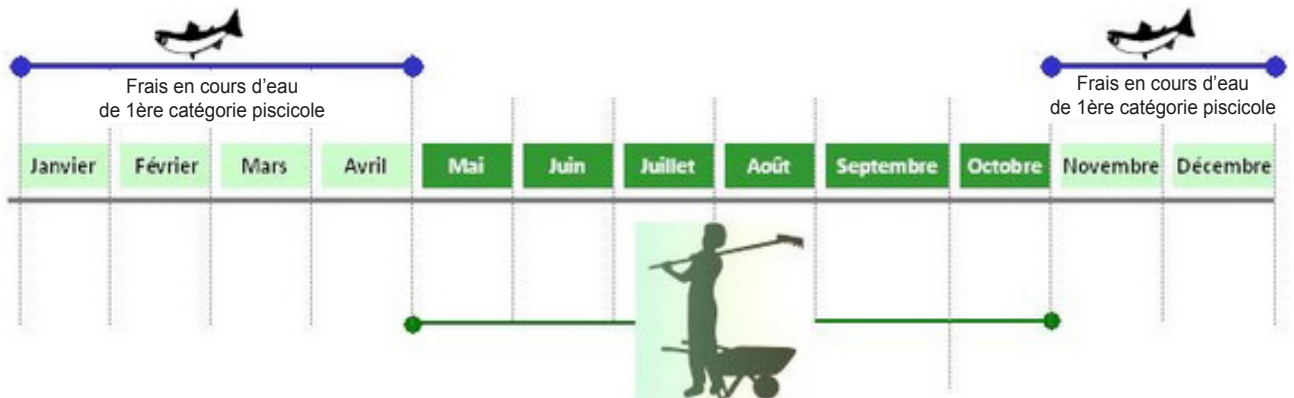 Frais en cours d'eau
de 1ère catégorie piscicole
Frais en cours d'eau
de 1ère catégorie piscicole
Janvier Février Mars Avril Mai Juin Juillet Août Septembre Octobre Novembre Décembre